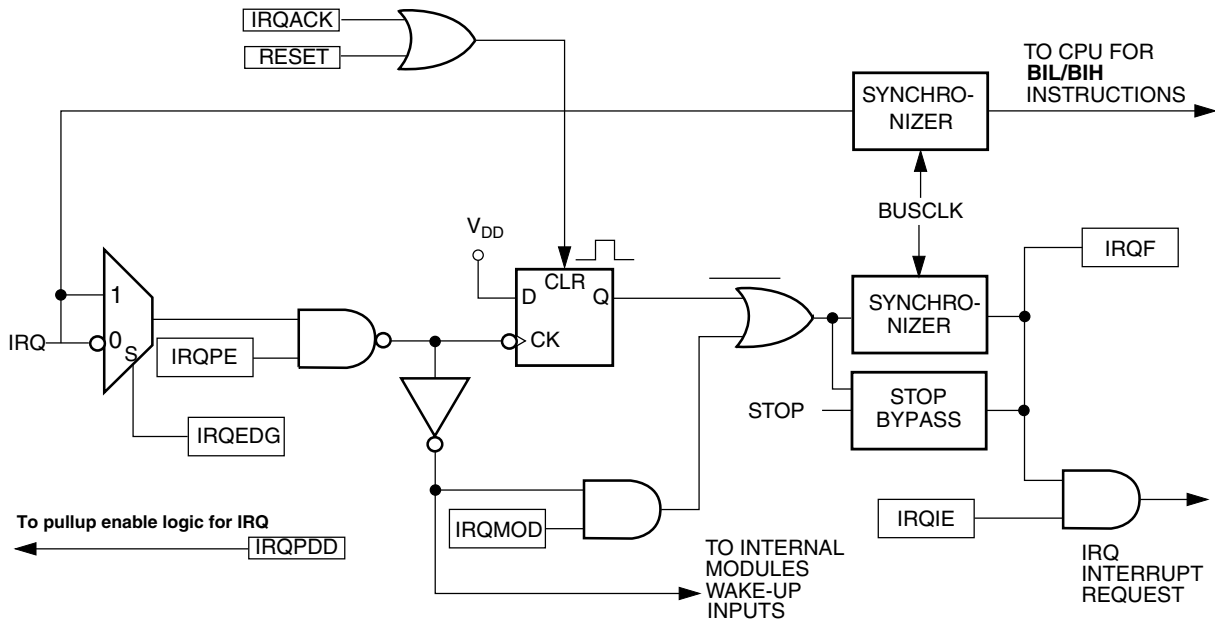 IRQACK
RESET
TO CPU FOR
BIL/BIH
INSTRUCTIONS
SYNCHRO-
NIZER
BUSCLK
V_DD
CLR
D
Q
CK
IRQF
SYNCHRO-
NIZER
1
0
S
IRQ
IRQPE
IRQEDG
STOP
STOP
BYPASS
To pullup enable logic for IRQ
IRQPDD
IRQMOD
IRQIE
TO INTERNAL
MODULES
WAKE-UP
INPUTS
IRQ
INTERRUPT
REQUEST